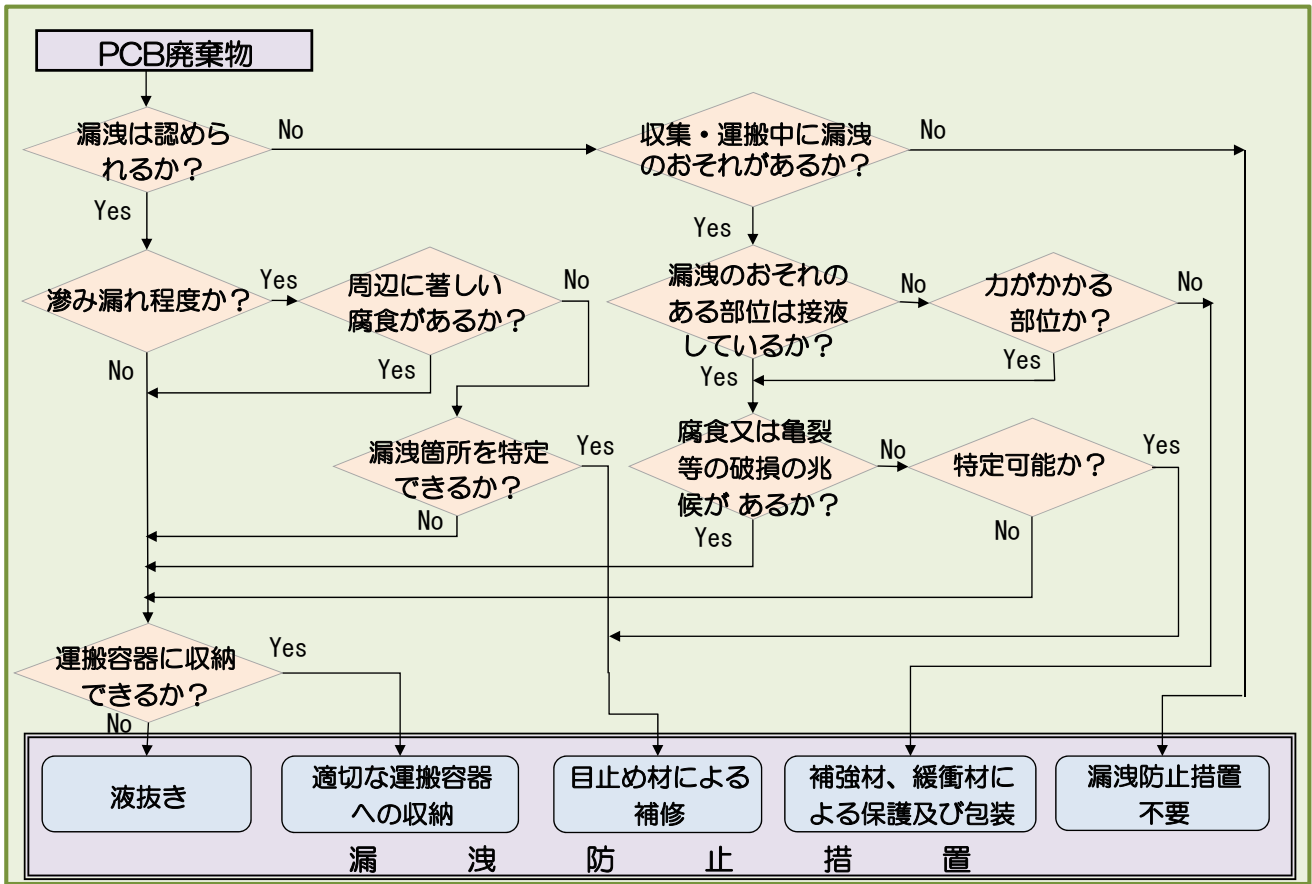 PCB廃棄物
漏洩は認めら
れるか？
No
収集・運搬中に漏洩
のおそれがあるか？
No
Yes
Yes
滲み漏れ程度か？
Yes
周辺に著しい
腐食があるか？
No
漏洩のおそれの
ある部位は接液
しているか？
No
力がかかる
部位か？
No
No
Yes
Yes
Yes
漏洩箇所を特定
できるか？
Yes
腐食又は亀裂
等の破損の兆
候が あるか？
No
特定可能か？
Yes
No
Yes
No
運搬容器に収納
できるか？
Yes
No
液抜き
適切な運搬容器
への収納
目止め材による
補修
補強材、緩衝材に
よる保護及び包装
漏洩防止措置
不要
漏洩防止措置